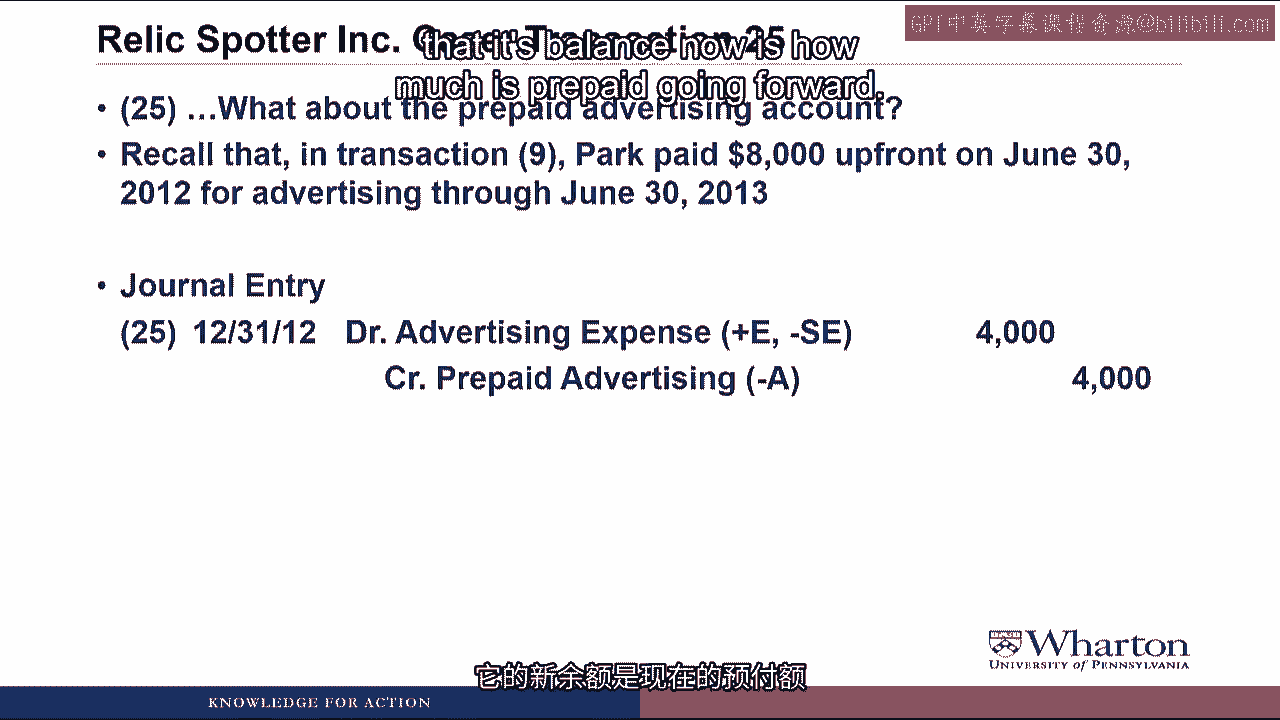 Relic Spotter Inc. Case: Transaction 25
that it's balance now is how
much is prepaid going forward.
GPT中英字幕课程资源@bilibili.com
• (25) …What about the prepaid advertising account?
• Recall that, in transaction (9), Park paid $8,000 upfront on June 30,
2012 for advertising through June 30, 2013
• Journal Entry
(25) 12/31/12 Dr. Advertising Expense (+E, -SE) 4,000
Cr. Prepaid Advertising (-A) 4,000
Wharton
UNIVERSITY of PENNSYLVANIA
它的新余额是现在的预付额
KNOWLEDGE FOR ACTION